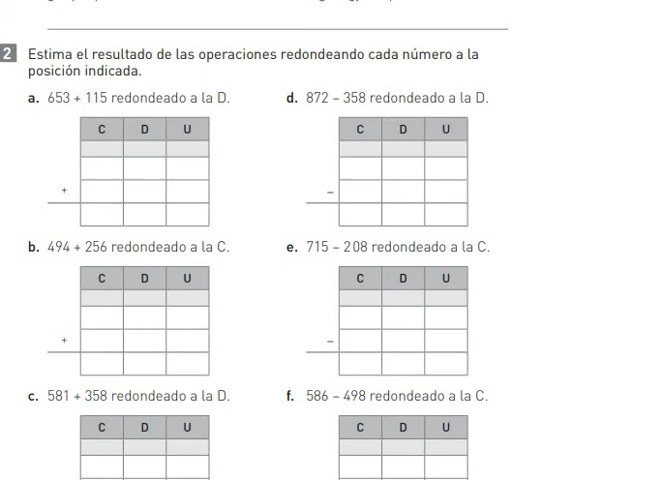 2 Estima el resultado de las operaciones redondeando cada número a la
posición indicada.
a. 653 + 115 redondeado a la D.
C D U
+
b. 494 + 256 redondeado a la C.
C D U
+
c. 581 + 358 redondeado a la D.
C D U
d. 872 – 358 redondeado a la D.
C D U
–
e. 715 – 208 redondeado a la C.
C D U
–
f. 586 – 498 redondeado a la C.
C D U